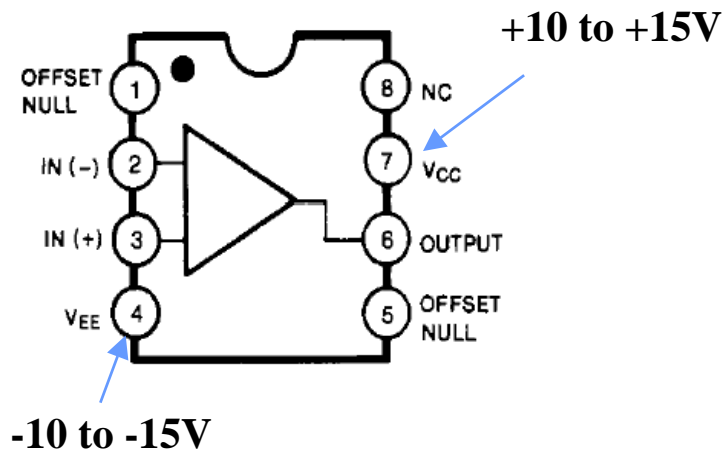 +10 to +15V
OFFSET
NULL
1
8
NC
IN (-)
2
7
VCC
IN (+)
3
6
OUTPUT
VEE
4
5
OFFSET
NULL
-10 to -15V